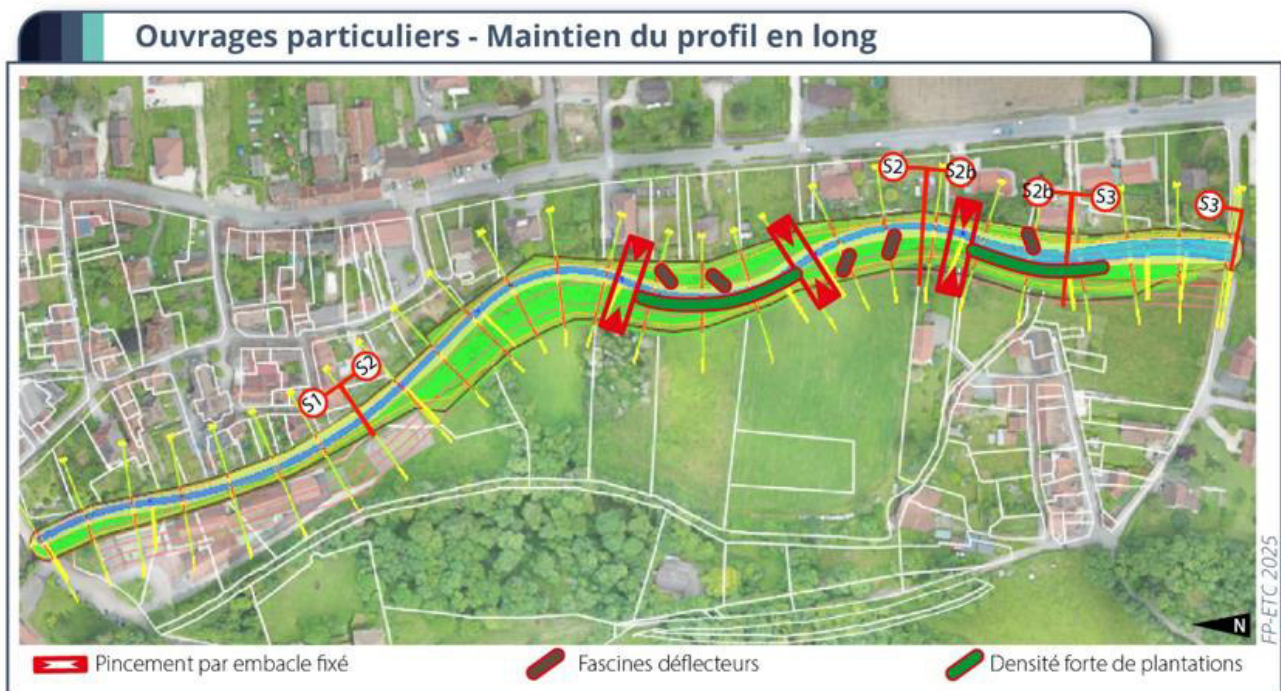 Ouvrages particuliers - Maintien du profil en long
S2
S2b
S2b
S3
S3
S1
S2
FP-ETC 2025
N
Pincement par embacle fixé
Fascines déflecteurs
Densité forte de plantations